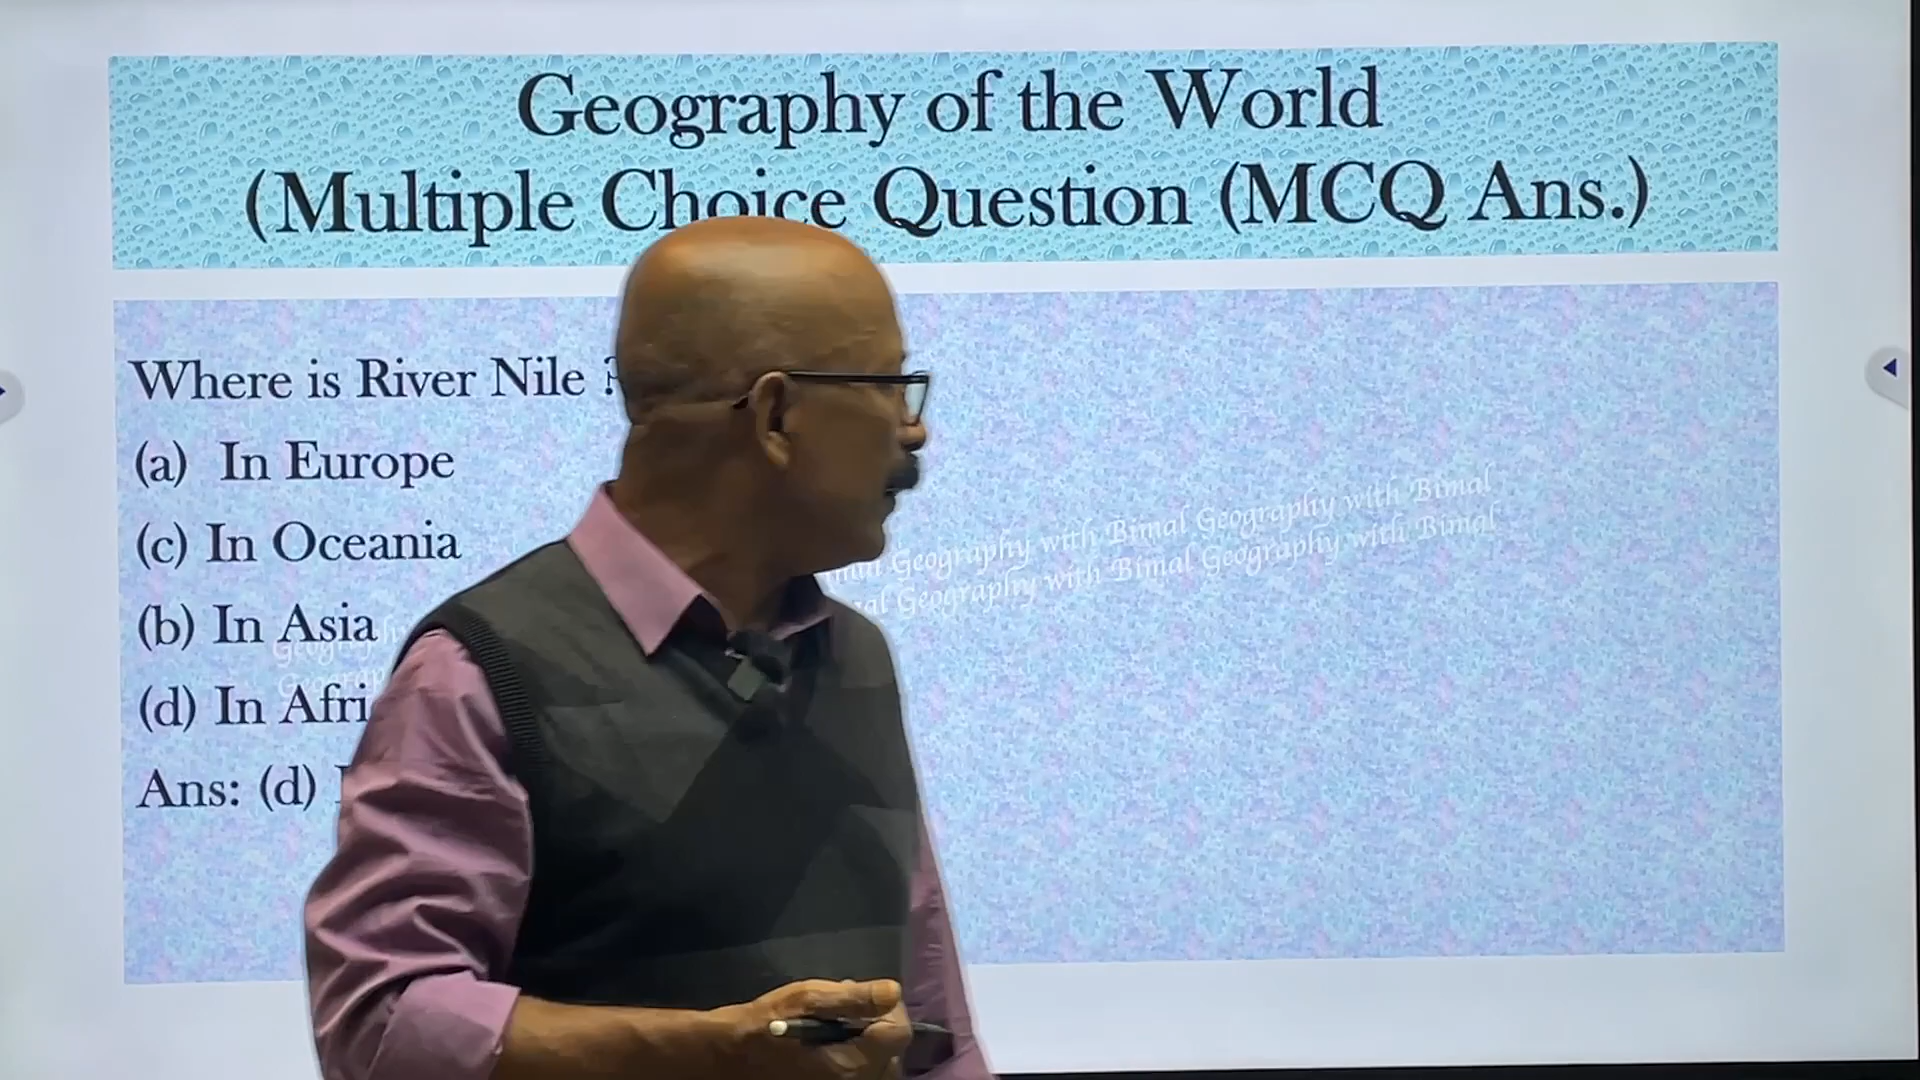 Geography of the World
(Multiple Choice Question (MCQ Ans.)
Where is River Nile ?
(a) In Europe
(c) In Oceania
(b) In Asia
(d) In
Ans: (d)
Geography with Bimal Geography with Bimal
Geography with Bimal Geography with Bimal